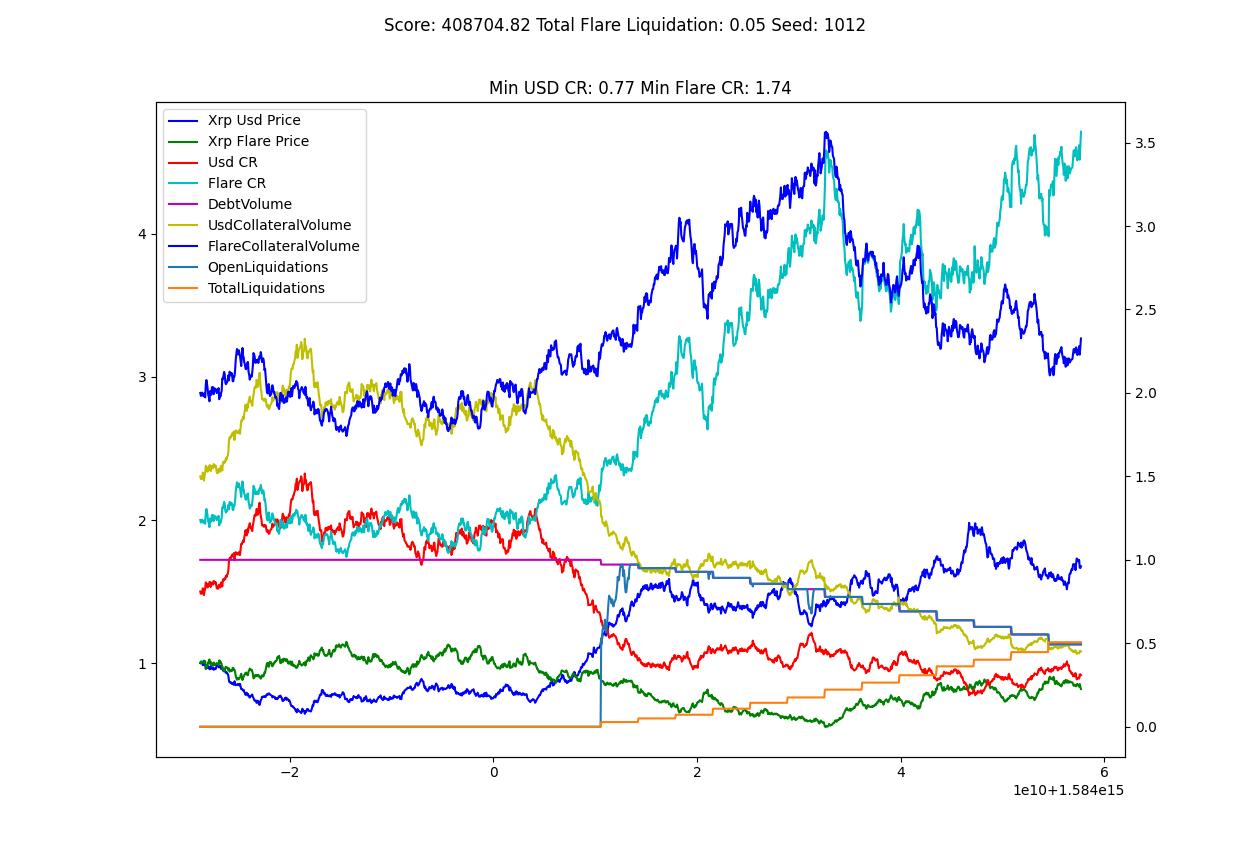 Score: 408704.82 Total Flare Liquidation: 0.05 Seed: 1012
Min USD CR: 0.77 Min Flare CR: 1.74
Xrp Usd Price
Xrp Flare Price
Usd CR
Flare CR
DebtVolume
UsdCollateralVolume
FlareCollateralVolume
OpenLiquidations
TotalLiquidations
4
3
2
1
3.5
3.0
2.5
2.0
1.5
1.0
0.5
0.0
−2
0
2
4
6
1e10+1.584e15